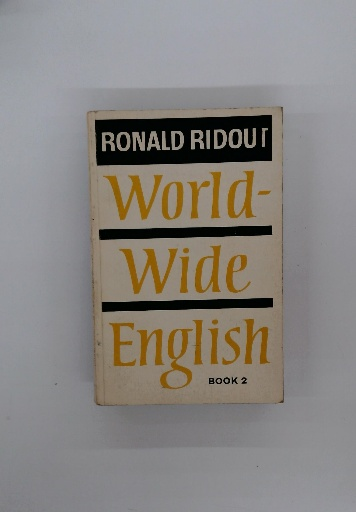 RONALD RIDOUT
World-
Wide
English
BOOK 2